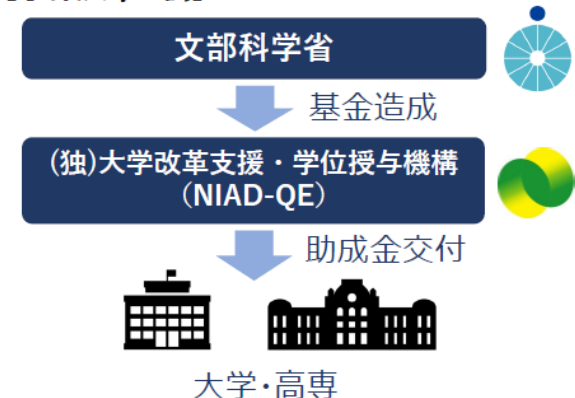 文部科学省
基金造成
(独)大学改革支援・学位授与機構
（NIAD-QE）
助成金交付
大学・高専